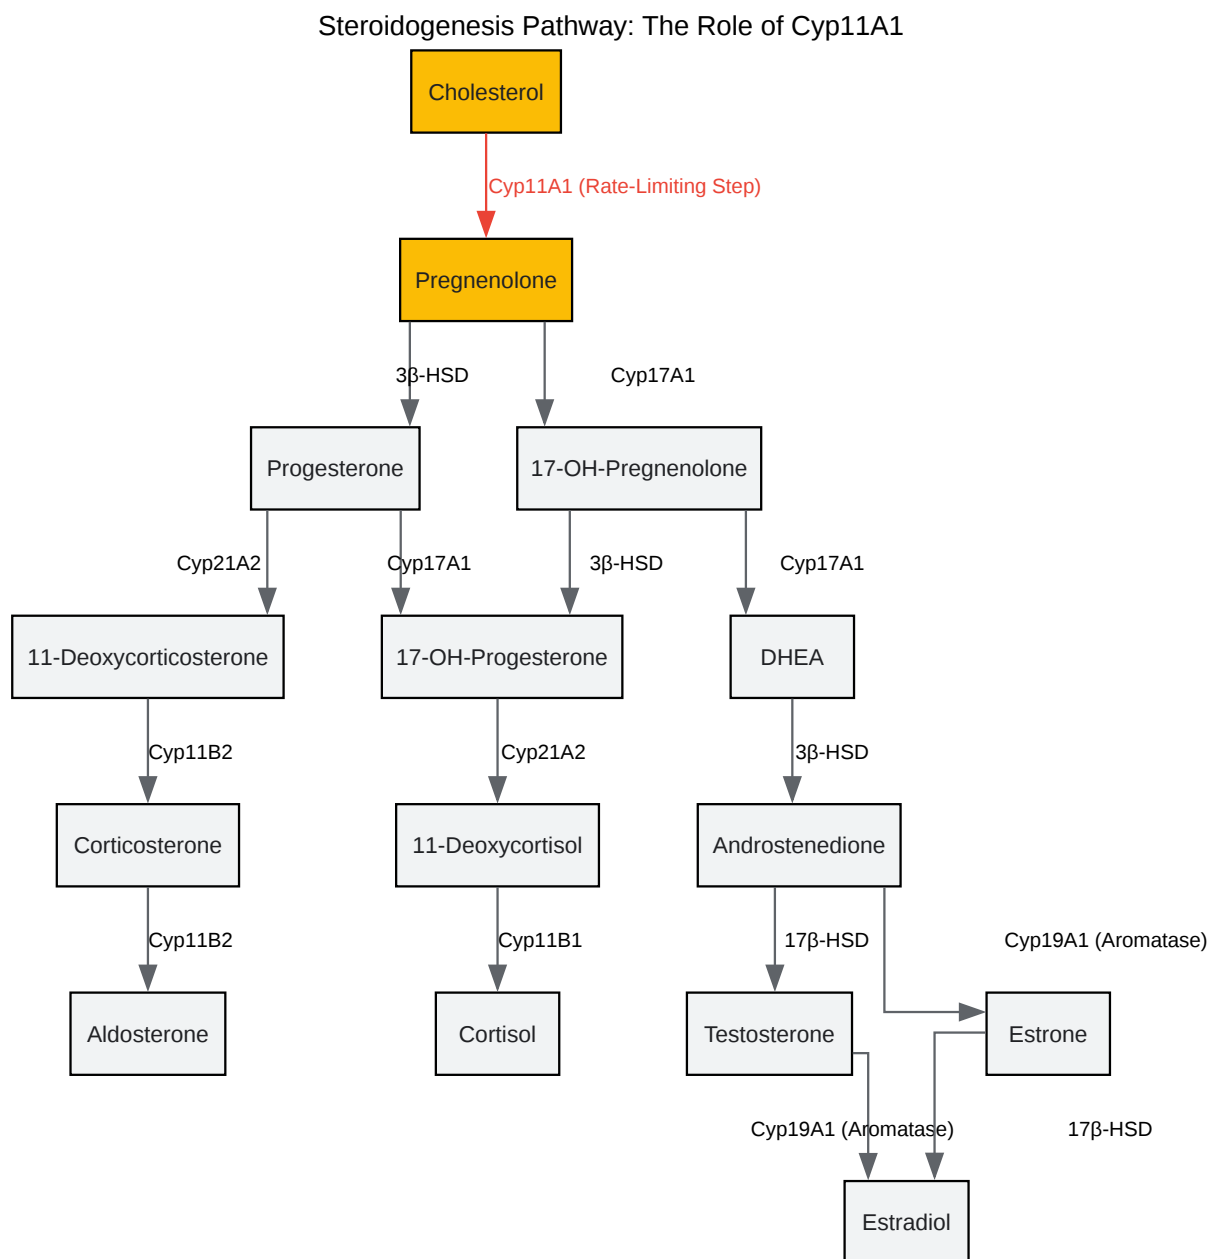 Steroidogenesis Pathway: The Role of Cyp11A1
Cholesterol
Cyp11A1 (Rate-Limiting Step)
Pregnenolone
3β-HSD
Cyp17A1
Progesterone
17-OH-Pregnenolone
Cyp21A2
Cyp17A1
3β-HSD
Cyp17A1
11-Deoxycorticosterone
17-OH-Progesterone
DHEA
Cyp11B2
Cyp21A2
3β-HSD
Corticosterone
11-Deoxycortisol
Androstenedione
Cyp11B2
Cyp11B1
17β-HSD
Cyp19A1 (Aromatase)
Aldosterone
Cortisol
Testosterone
Estrone
Cyp19A1 (Aromatase)
17β-HSD
Estradiol